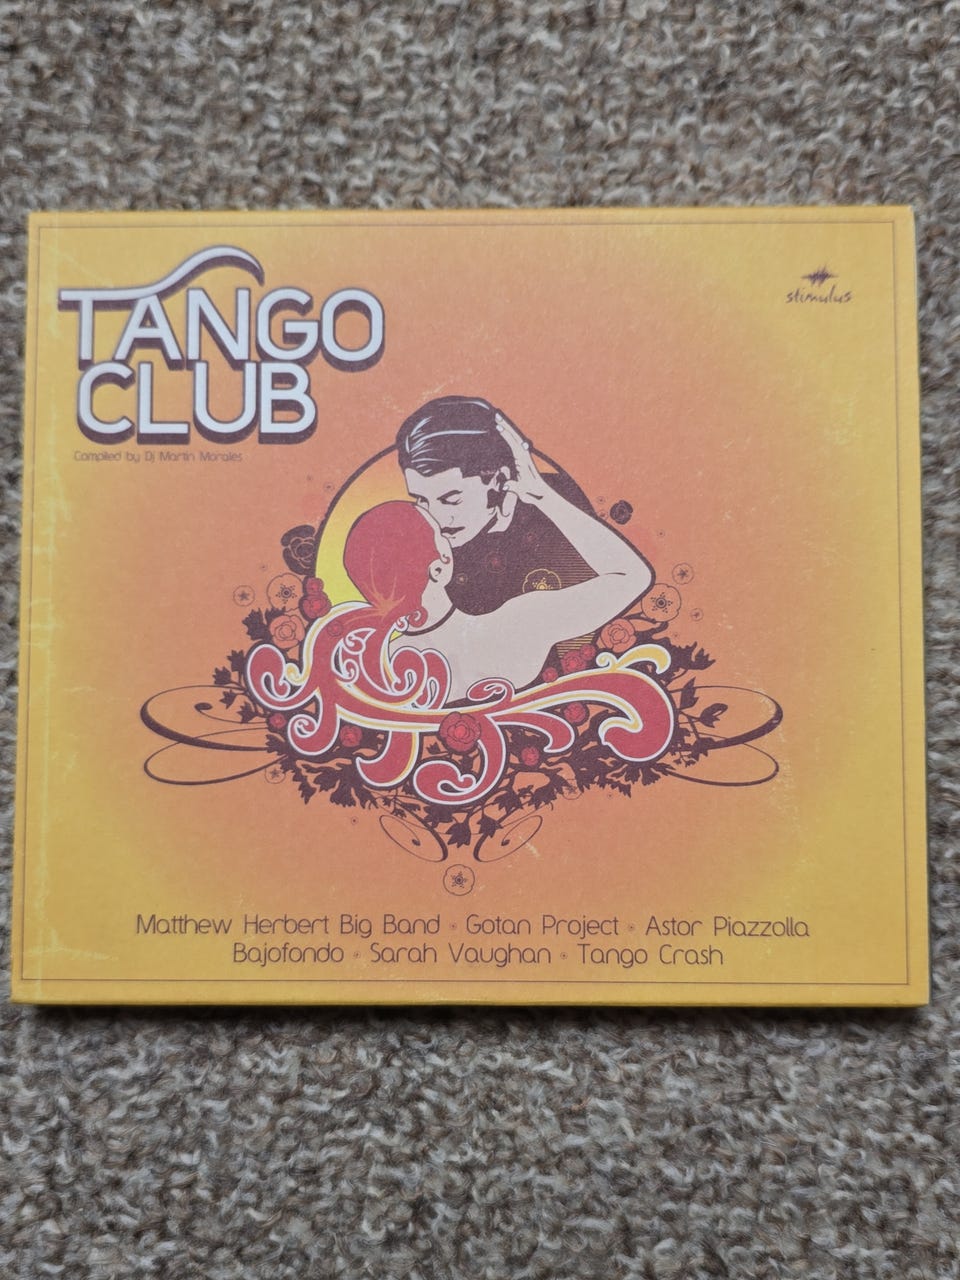 TANGO
CLUB
Compiled by Dj Martin Morales
stimulus
Matthew Herbert Big Band • Gotan Project • Astor Piazzolla
Bajofondo • Sarah Vaughan • Tango Crash